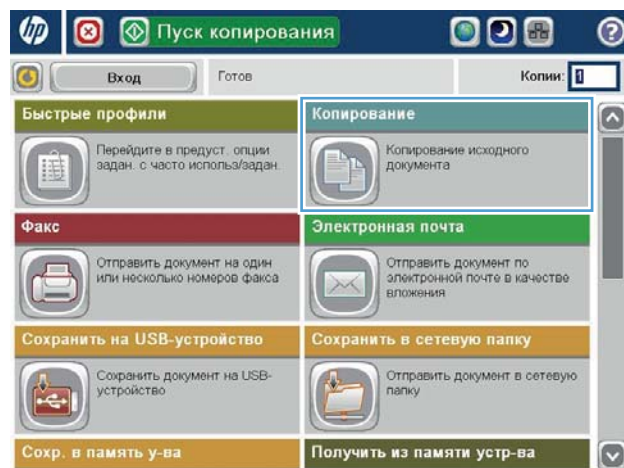 hp
Пуск копирования
?
Вход
Готов
Копии: 1
Быстрые профили
Перейдите в предуст. опции
задан. с часто использ/задан.
Копирование
Копирование исходного
документа
Факс
Отправить документ на один
или несколько номеров факса
Электронная почта
Отправить документ по
электронной почте в качестве
вложения
Сохранить на USB-устройство
Сохранить документ на USB-
устройство
Сохранить в сетевую папку
Отправить документ в сетевую
папку
Сохр. в память у-ва
Получить из памяти устр-ва